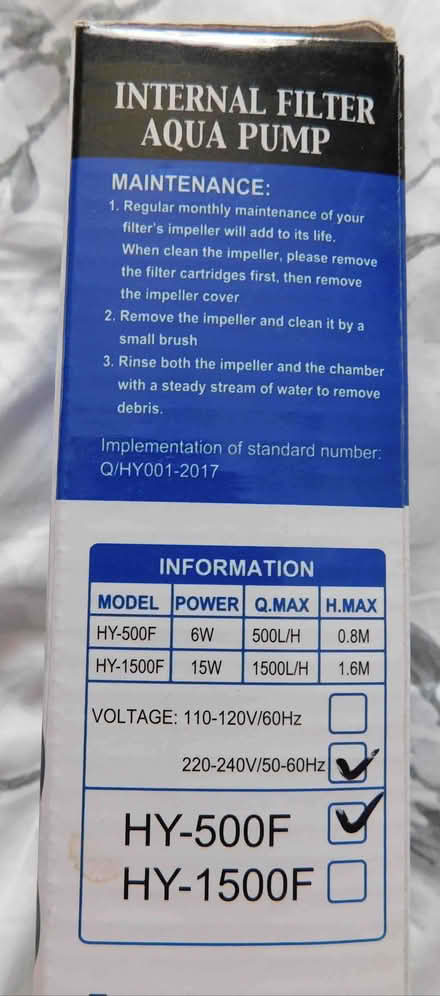 INTERNAL FILTER
AQUA PUMP
MAINTENANCE:
1. Regular monthly maintenance of your
filter's impeller will add to its life.
When clean the impeller, please remove
the filter cartridges first, then remove
the impeller cover
2. Remove the impeller and clean it by a
small brush
3. Rinse both the impeller and the chamber
with a steady stream of water to remove
debris.
Implementation of standard number:
Q/HY001-2017
INFORMATION
MODEL POWER Q.MAX H.MAX
HY-500F 6W 500L/H 0.8M
HY-1500F 15W 1500L/H 1.6M
VOLTAGE: 110-120V/60Hz
220-240V/50-60Hz
HY-500F
HY-1500F